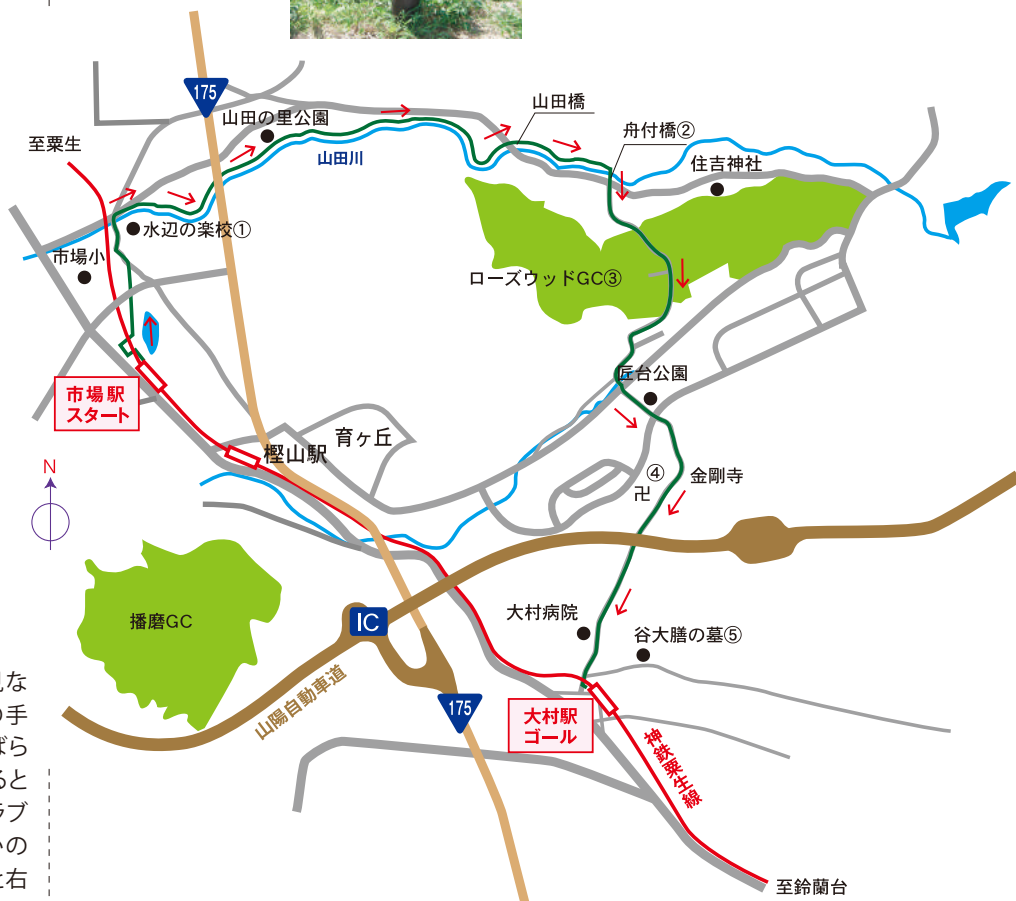 175
山田橋
山田の里公園
舟付橋②
至粟生
山田川
住吉神社
水辺の楽校①
市場小
ローズウッドGC③
匠台公園
市場駅
スタート
育ヶ丘
樫山駅
N
④
卍
金剛寺
大村病院
播磨GC
IC
谷大膳の墓⑤
山陽自動車道
175
大村駅
ゴール
神鉄粟生線
至鈴蘭台
見な
の手
ばら
ると
ラブ
いの
と右